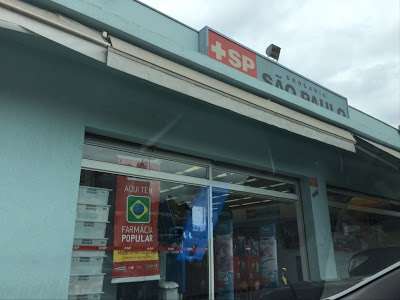 +SP
DROGARIA
SÃO PAULO
AQUI TEM
FARMÁCIA
POPULAR